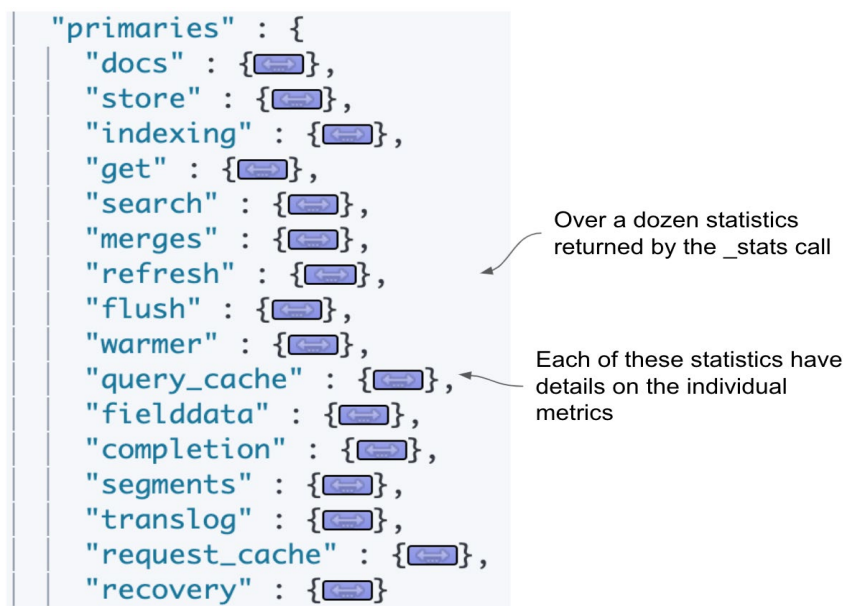 "primaries" : {
"docs" : {},
"store" : {},
"indexing" : {},
"get" : {},
"search" : {},
"merges" : {},
"refresh" : {},
"flush" : {},
"warmer" : {},
"query_cache" : {},
"fielddata" : {},
"completion" : {},
"segments" : {},
"translog" : {},
"request_cache" : {},
"recovery" : {}
Over a dozen statistics
returned by the _stats call
Each of these statistics have
details on the individual
metrics